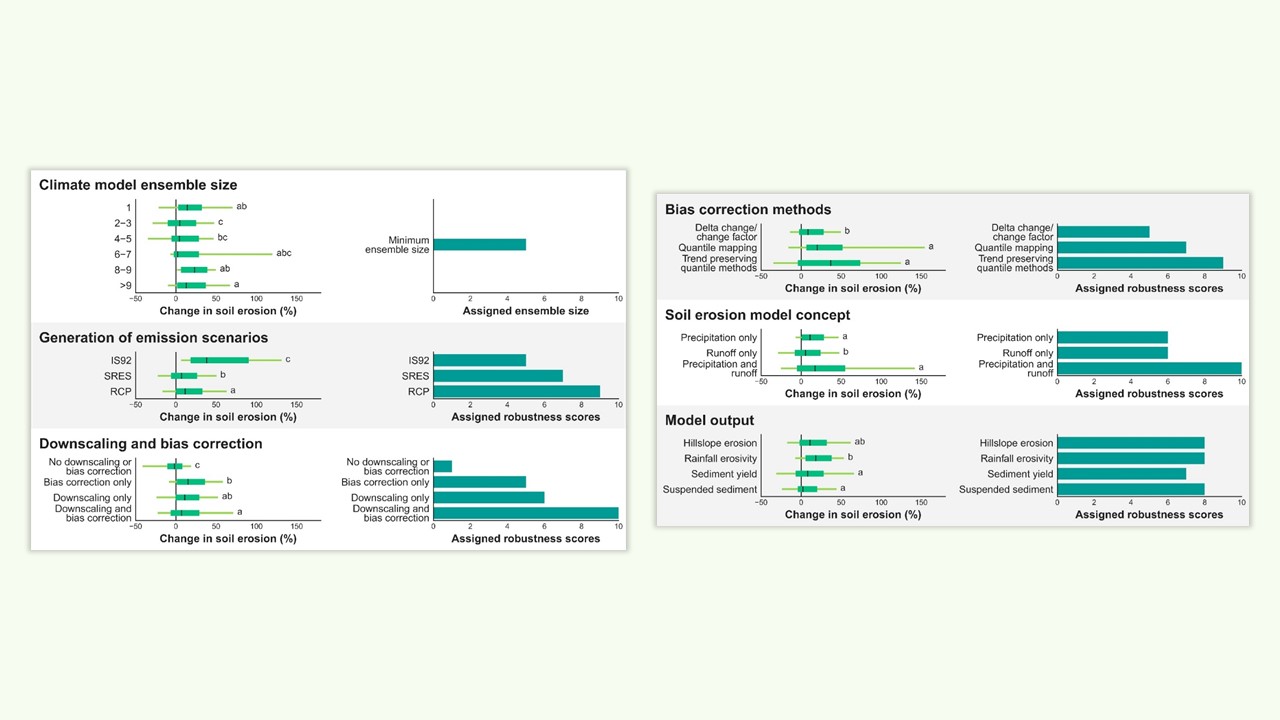 Climate model ensemble size
1
ab
2–3
c
4–5
bc
6–7
abc
8–9
ab
>9
a
−50 0 50 100 150
Change in soil erosion (%)
Minimum
ensemble size
0 2 4 6 8 10
Assigned ensemble size
Generation of emission scenarios
IS92
c
SRES
b
RCP
a
−50 0 50 100 150
Change in soil erosion (%)
IS92
SRES
RCP
0 2 4 6 8 10
Assigned robustness scores
Downscaling and bias correction
No downscaling or
bias correction
c
Bias correction only
b
Downscaling only
ab
Downscaling and
bias correction
a
−50 0 50 100 150
Change in soil erosion (%)
No downscaling or
bias correction
Bias correction only
Downscaling only
Downscaling and
bias correction
0 2 4 6 8 10
Assigned robustness scores
Bias correction methods
Delta change/
change factor
b
Quantile mapping
a
Trend preserving
quantile methods
a
−50 0 50 100 150
Change in soil erosion (%)
Delta change/
change factor
Quantile mapping
Trend preserving
quantile methods
0 2 4 6 8 10
Assigned robustness scores
Soil erosion model concept
Precipitation only
a
Runoff only
b
Precipitation and
runoff
a
−50 0 50 100 150
Change in soil erosion (%)
Precipitation only
Runoff only
Precipitation and
runoff
0 2 4 6 8 10
Assigned robustness scores
Model output
Hillslope erosion
ab
Rainfall erosivity
b
Sediment yield
a
Suspended sediment
a
−50 0 50 100 150
Change in soil erosion (%)
Hillslope erosion
Rainfall erosivity
Sediment yield
Suspended sediment
0 2 4 6 8 10
Assigned robustness scores